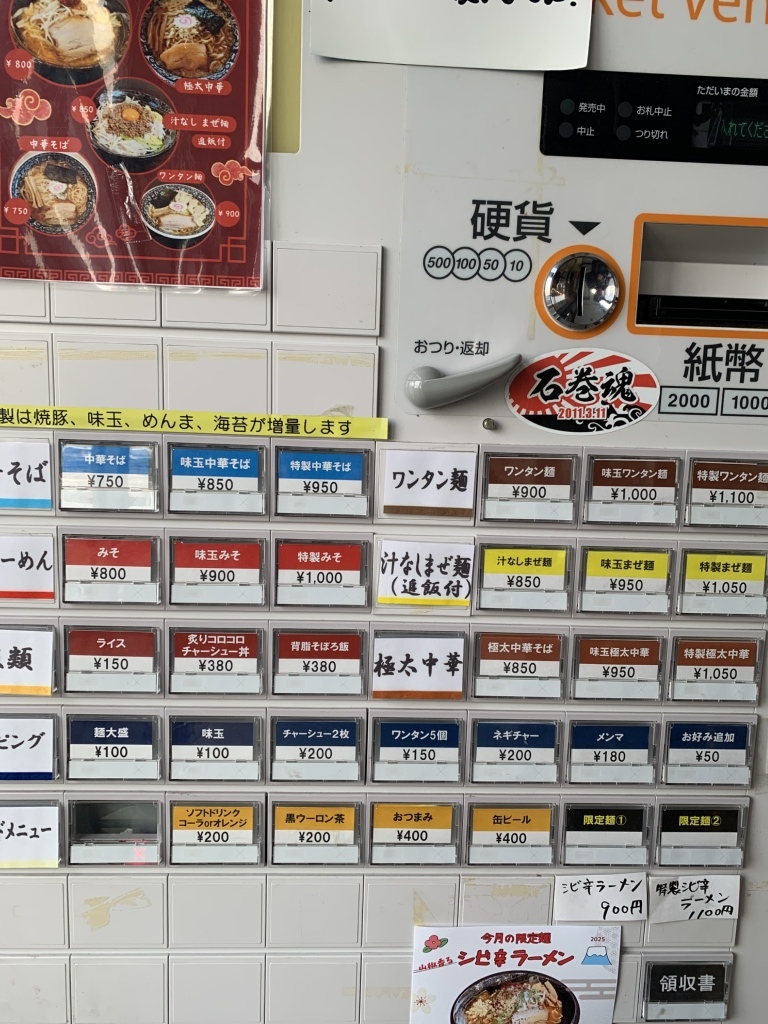 ¥800
極太中華
¥850
汁なしまぜ麺
追飯付
中華そば
ワンタン麺
¥750
¥900
ket Ven
ただいまの金額
発売中
お札中止
中止
つり切れ
入れてくださ
硬貨
500 100 50 10
おつり・返却
石巻魂
2011.3.11
紙幣
2000
1000
製は焼豚、味玉、めんま、海苔が増量します
そば
中華そば
¥750
味玉中華そば
¥850
特製中華そば
¥950
ワンタン麺
ワンタン麺
¥900
味玉ワンタン麺
¥1,000
特製ワンタン麺
¥1,100
ーめん
みそ
¥800
味玉みそ
¥900
特製みそ
¥1,000
汁なしまぜ麺
(追飯付)
汁なしまぜ麺
¥850
味玉まぜ麺
¥950
特製まぜ麺
¥1,050
類
ライス
¥150
炙りコロコロ
チャーシュー丼
¥380
背脂そぼろ飯
¥380
極太中華
極太中華そば
¥850
味玉極太中華
¥950
特製極太中華
¥1,050
ピング
麺大盛
¥100
味玉
¥100
チャーシュー2枚
¥200
ワンタン5個
¥150
ネギチャー
¥200
メンマ
¥180
お好み追加
¥50
ドメニュー
ソフトドリンク
コーラorオレンジ
¥200
黒ウーロン茶
¥200
おつまみ
¥400
缶ビール
¥400
限定麺①
限定麺②
シビ辛ラーメン
900円
特製シビ辛
ラーメン
1,100円
今月の限定麺
2025
山椒香る
シビ辛ラーメン
領収書